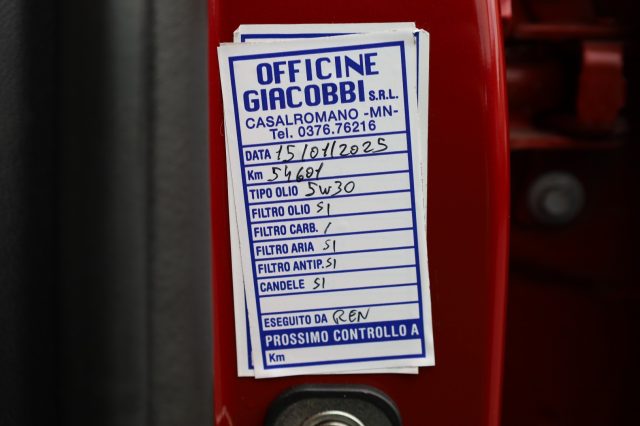 OFFICINE
GIACOBBI S.R.L.
CASALROMANO -MN-
Tel. 0376.76216
DATA 15/01/2025
Km 54601
TIPO OLIO 5W30
FILTRO OLIO SI
FILTRO CARB. /
FILTRO ARIA SI
FILTRO ANTIP. SI
CANDELE SI
ESEGUITO DA REN
PROSSIMO CONTROLLO A
Km